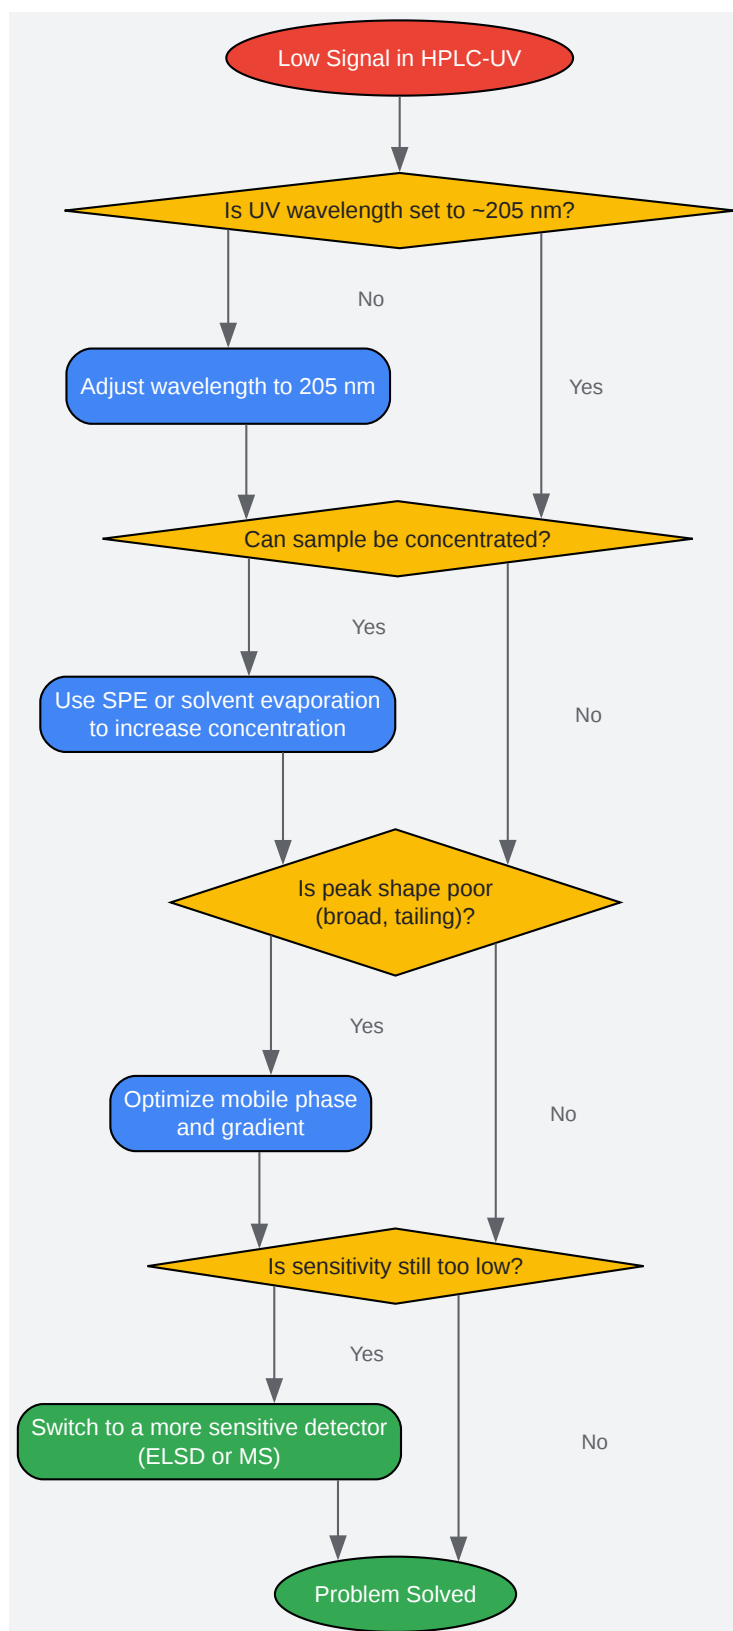 Low Signal in HPLC-UV
Is UV wavelength set to ~205 nm?
No
Adjust wavelength to 205 nm
Yes
Can sample be concentrated?
Yes
Use SPE or solvent evaporation
to increase concentration
No
Is peak shape poor
(broad, tailing)?
Yes
Optimize mobile phase
and gradient
No
Is sensitivity still too low?
Yes
Switch to a more sensitive detector
(ELSD or MS)
No
Problem Solved